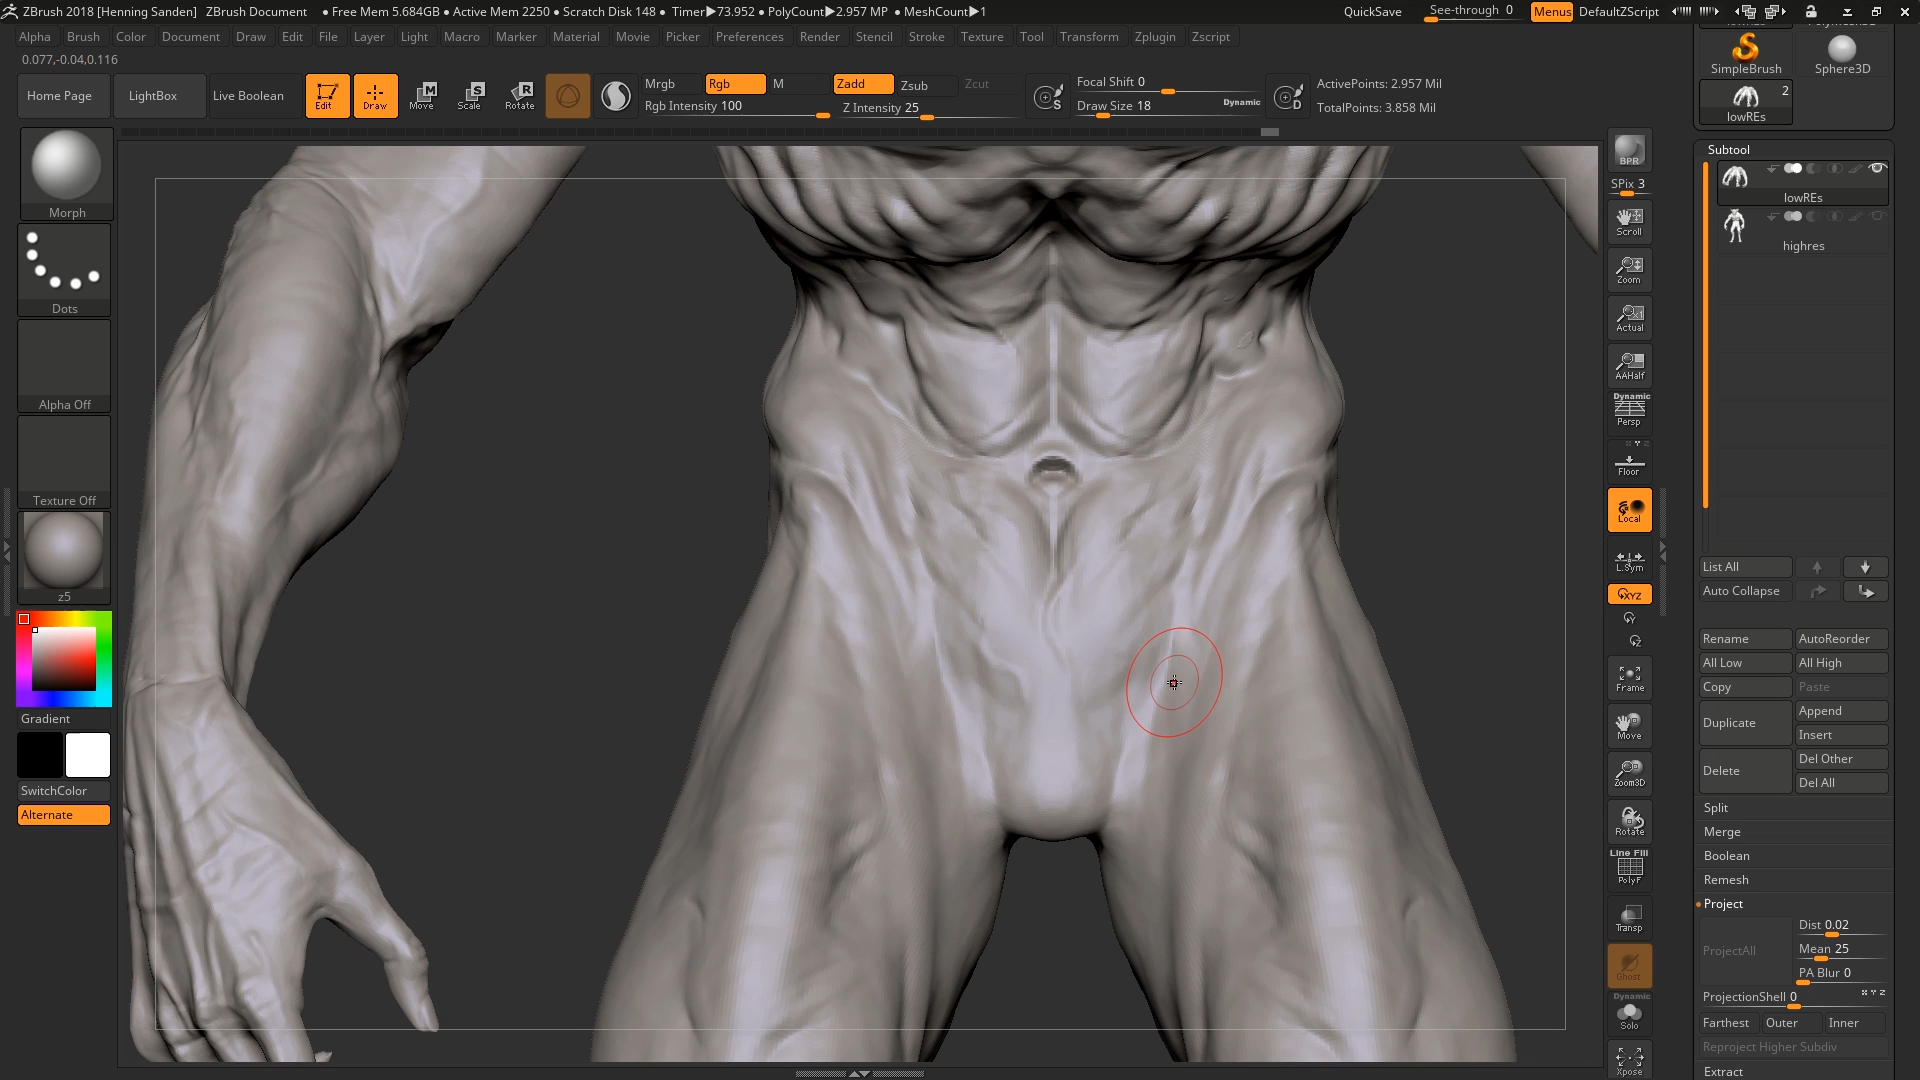 ZBrush 2018 [Henning Sanden] ZBrush Document • Free Mem 5.684GB • Active Mem 2250 • Scratch Disk 148 • Timer▶73.952 • PolyCount▶2.957 MP • MeshCount▶1 QuickSave See-through 0 Menus DefaultZScript
Alpha Brush Color Document Draw Edit File Layer Light Macro Marker Material Movie Picker Preferences Render Stencil Stroke Texture Tool Transform Zplugin Zscript
0.077,-0.04,0.116
Home Page LightBox Live Boolean Edit Draw Move Scale Rotate
Mrgb Rgb M Zadd Zsub Zcut
Rgb Intensity 100 Z Intensity 25
S Focal Shift 0
Draw Size 18 Dynamic D
ActivePoints: 2.957 Mil
TotalPoints: 3.858 Mil
Morph
Dots
Alpha Off
Texture Off
z5
Gradient
SwitchColor
Alternate
BPR
SPix 3
Scroll
Zoom
Actual
AAHalf
Dynamic
Persp
Floor
Local
L.Sym
XYZ
Frame
Move
Zoom3D
Rotate
Line Fill
PolyF
Transp
Ghost
Dynamic
Solo
Xpose
SimpleBrush Sphere3D
2
lowREs
Subtool
lowREs
highres
List All
Auto Collapse
Rename AutoReorder
All Low All High
Copy Paste
Duplicate Append
Insert
Delete Del Other
Del All
Split
Merge
Boolean
Remesh
Project
ProjectAll Dist 0.02
Mean 25
PA Blur 0
ProjectionShell 0 X Y Z
Farthest Outer Inner
Reproject Higher Subdiv
Extract